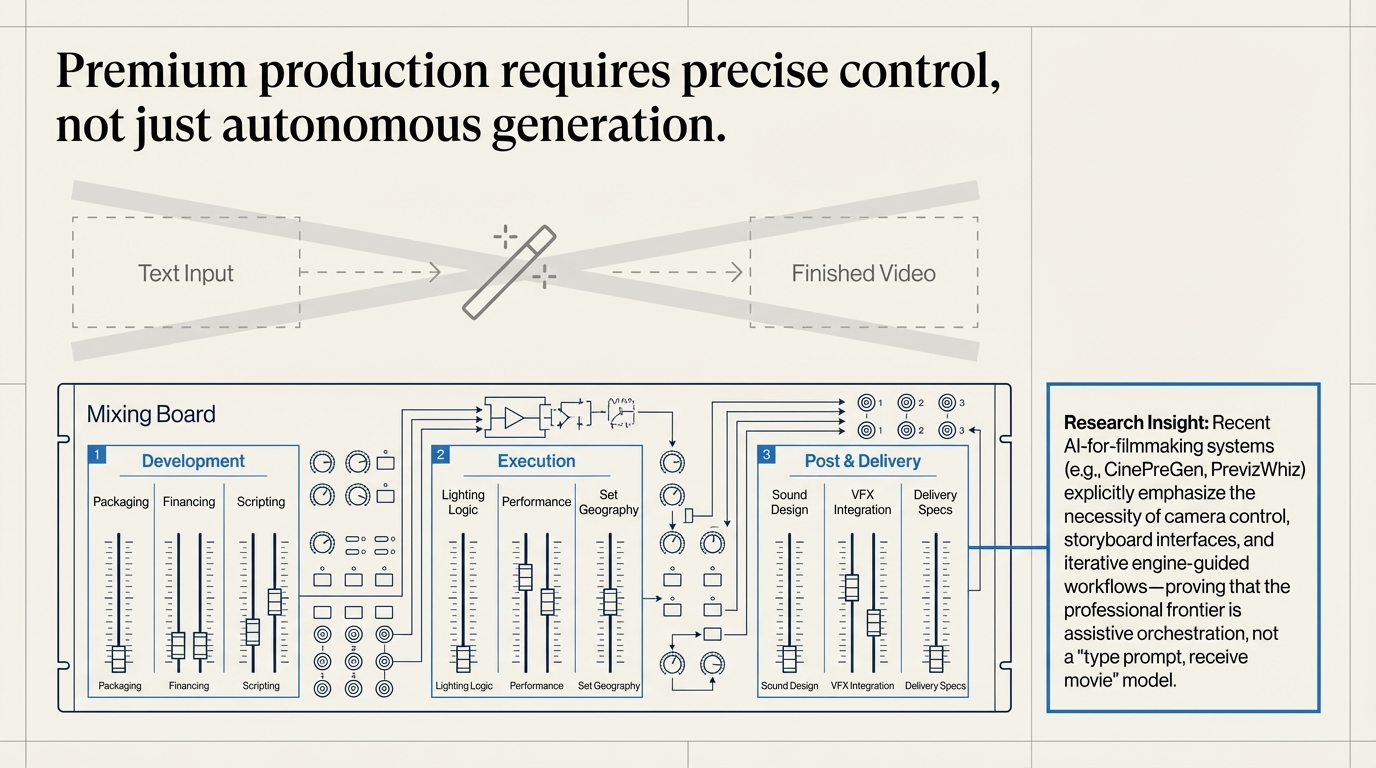 Premium production requires precise control,
not just autonomous generation.
Text Input
Finished Video
Mixing Board
1 2 3
1 2 3
1 Development
Packaging Financing Scripting
Packaging Financing Scripting
2 Execution
Lighting Logic Performance Set Geography
Lighting Logic Performance Set Geography
3 Post & Delivery
Sound Design VFX Integration Delivery Specs
Sound Design VFX Integration Delivery Specs
Research Insight: Recent
AI-for-filmmaking systems
(e.g., CinePreGen, PrevizWhiz)
explicitly emphasize the
necessity of camera control,
storyboard interfaces, and
iterative engine-guided
workflows—proving that the
professional frontier is
assistive orchestration, not
a "type prompt, receive
movie" model.